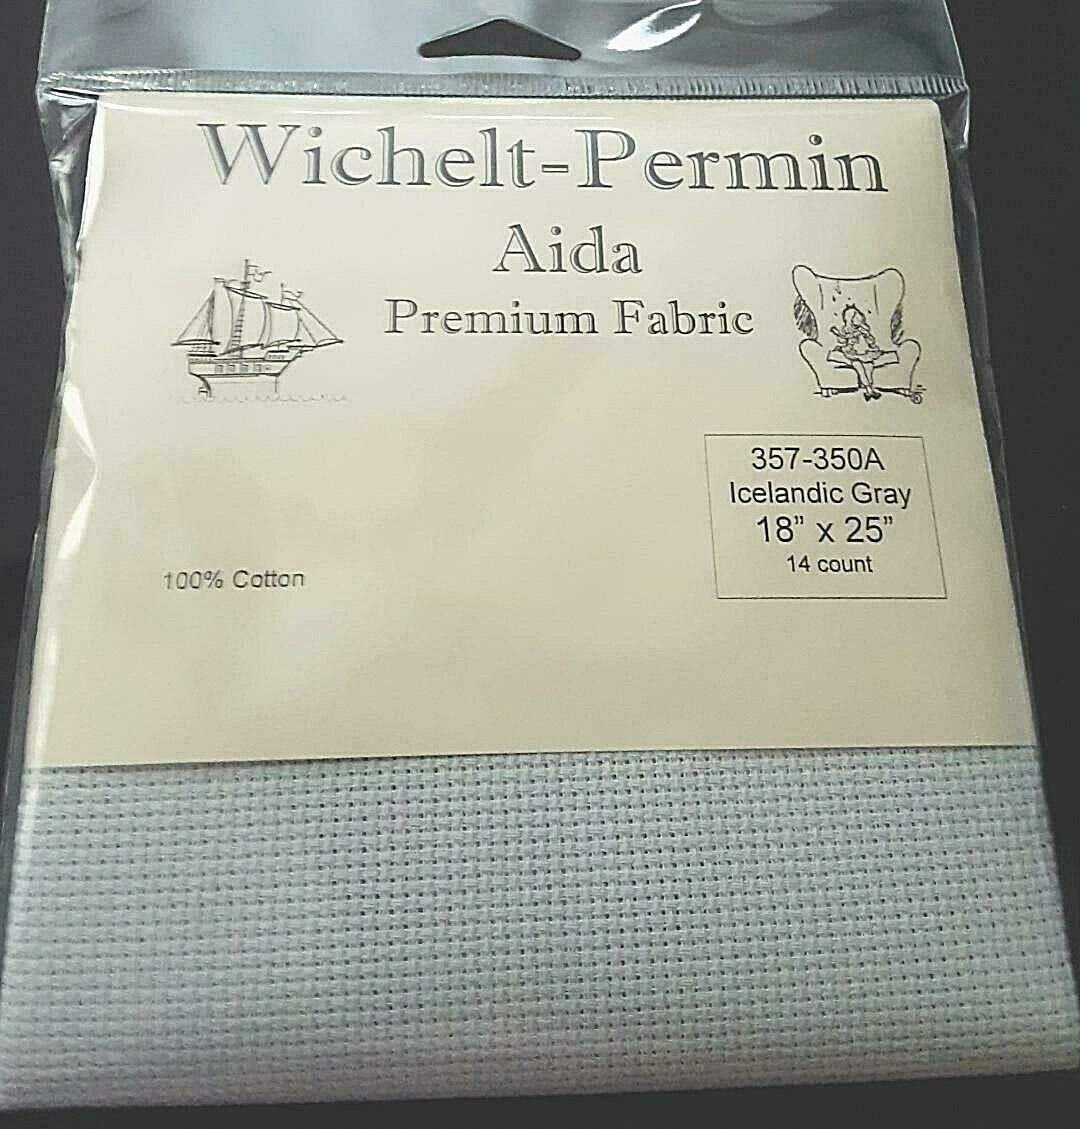 Wichelt-Permin
Aida
Premium Fabric
357-350A
Icelandic Gray
18” x 25”
14 count
100% Cotton